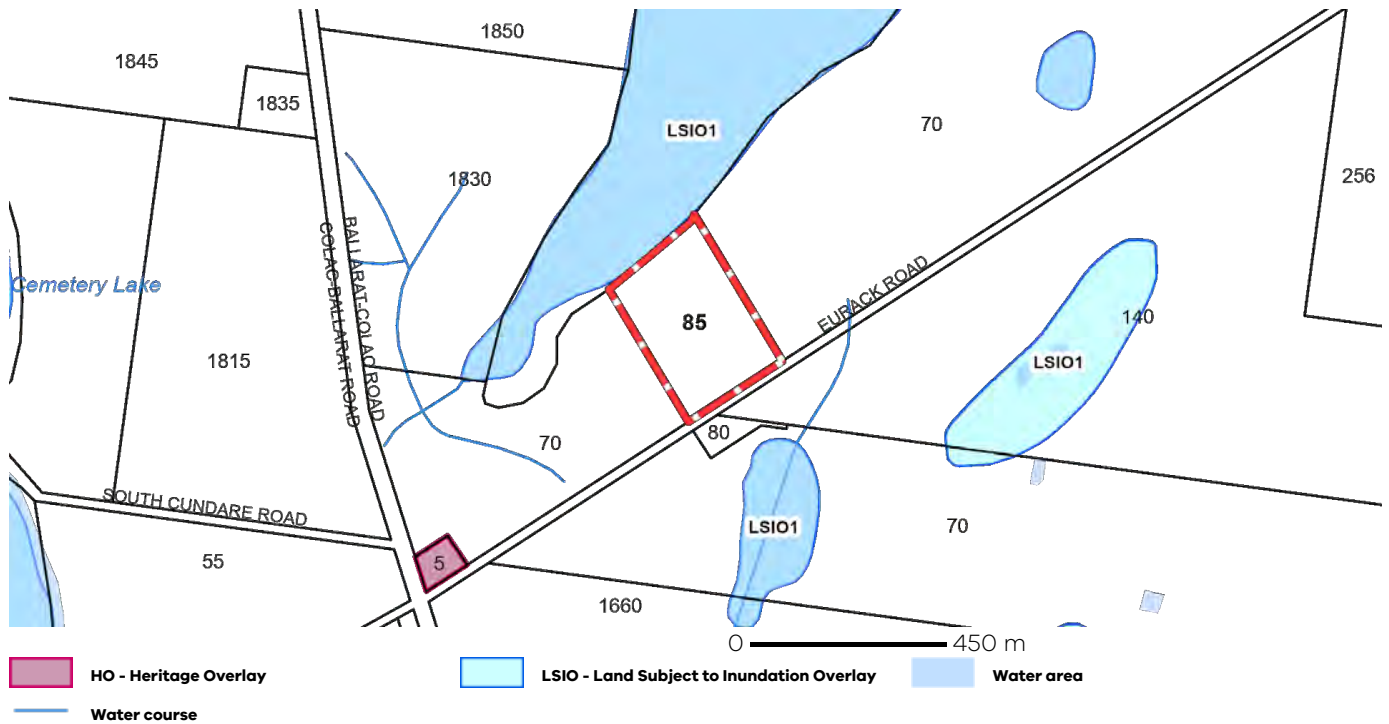 1850
1845
1835
LSIO1
70
1830
256
BALLARAT-COLAC ROAD
COLAC-BALLARAT ROAD
Cemetery Lake
EURACK ROAD
140
85
1815
LSIO1
70
80
SOUTH CUNDARE ROAD
LSIO1
70
55
5
1660
0 450 m
HO - Heritage Overlay
LSIO - Land Subject to Inundation Overlay
Water area
Water course